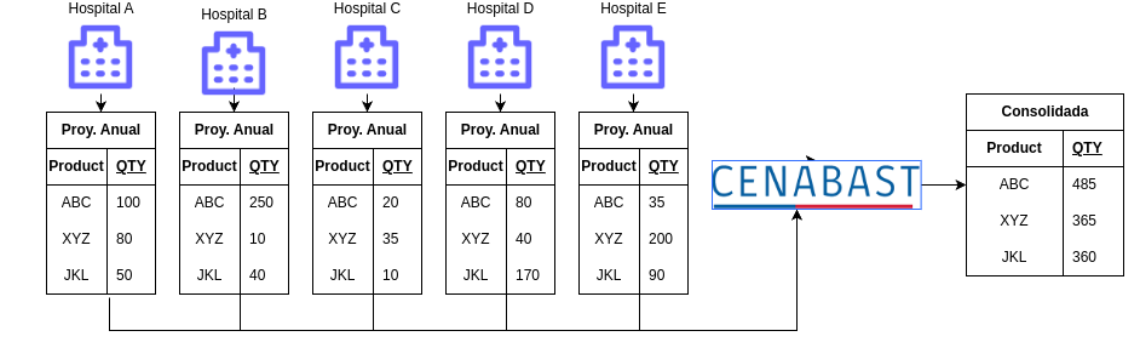 Hospital A
Hospital B
Hospital C
Hospital D
Hospital E
Proy. Anual
Product QTY
ABC 100
XYZ 80
JKL 50
Proy. Anual
Product QTY
ABC 250
XYZ 10
JKL 40
Proy. Anual
Product QTY
ABC 20
XYZ 35
JKL 10
Proy. Anual
Product QTY
ABC 80
XYZ 40
JKL 170
Proy. Anual
Product QTY
ABC 35
XYZ 200
JKL 90
CENABAST
Consolidada
Product QTY
ABC 485
XYZ 365
JKL 360